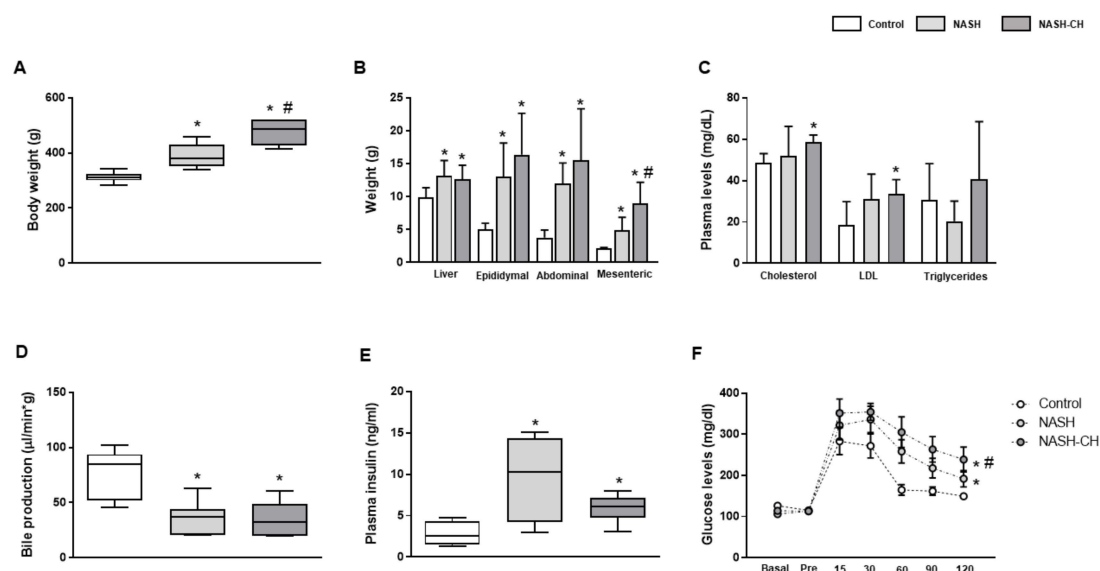 Control NASH NASH-CH
A
B
C
Body weight (g)
600
400
200
0
* * #
Weight (g)
25
20
15
10
5
0
* * * * * * * * #
Liver Epididymal Abdominal Mesenteric
Plasma levels (mg/dL)
80
60
40
20
0
* *
Cholesterol LDL Triglycerides
D
E
F
Bile production (µl/min*g)
150
100
50
0
* *
Plasma insulin (ng/ml)
20
15
10
5
0
* *
Glucose levels (mg/dl)
400
300
200
100
0
* #
*
Basal Pre 15 30 60 90 120
Control
NASH
NASH-CH